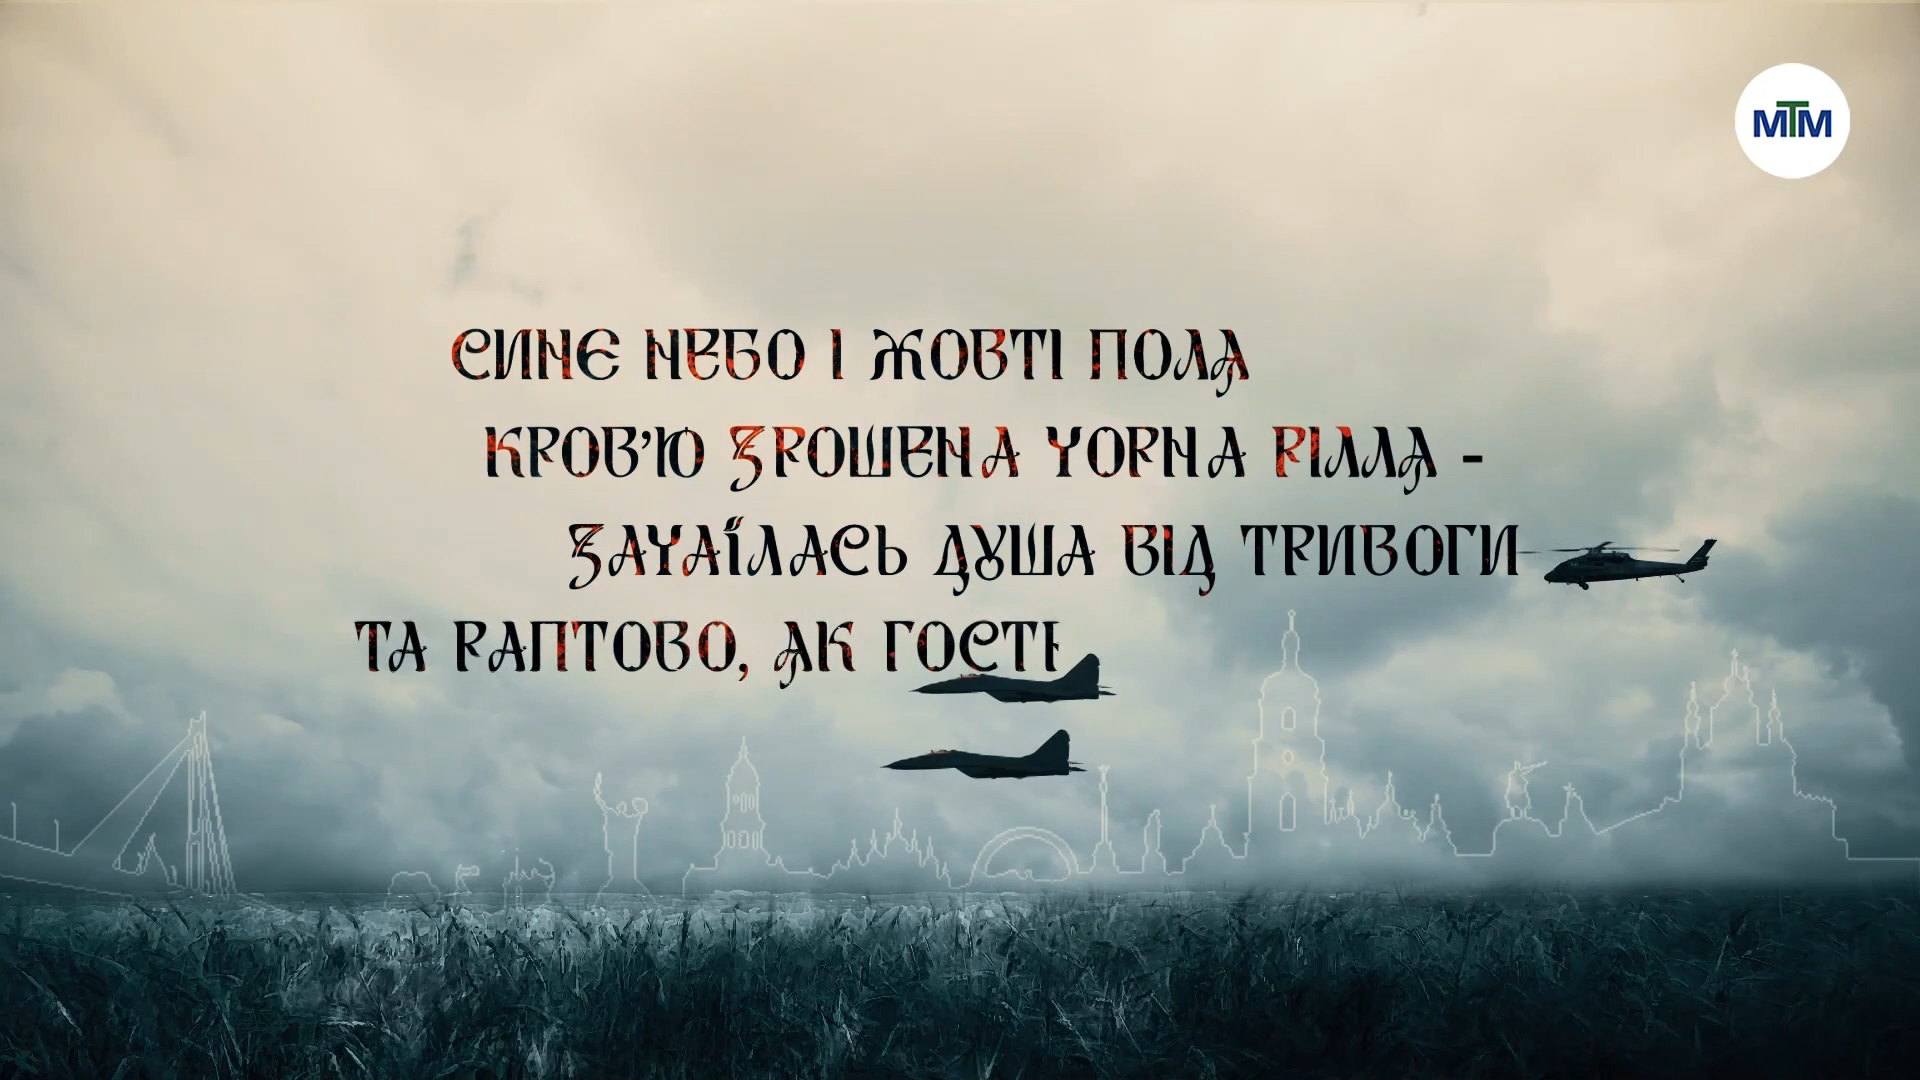 МТМ
СИНЄ НЕБО І ЖОВТІ ПОЛЯ
КРОВ'Ю ЗРОШЕНА ЧОРНА РІЛЛЯ -
ЗАЧАЇЛАСЬ ДУША ВІД ТРИВОГИ
ТА РАПТОВО, ЯК